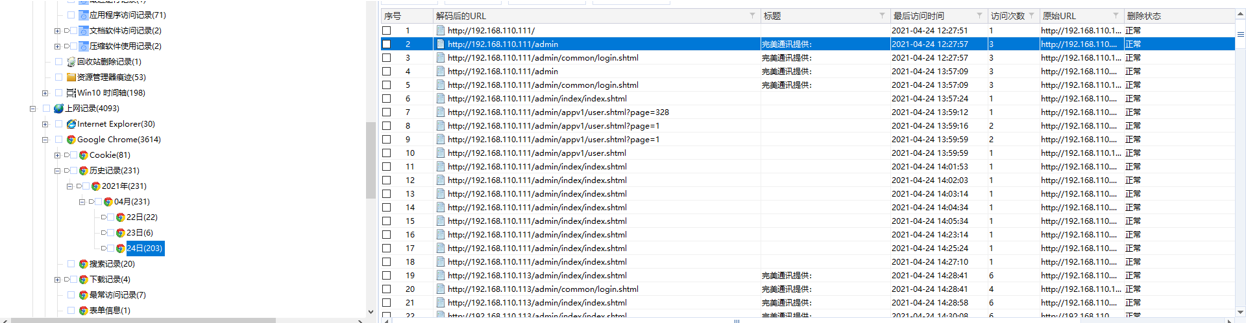 应用程序访问记录(71)
文档软件访问记录(2)
压缩软件使用记录(2)
回收站删除记录(1)
资源管理器痕迹(53)
Win10 时间轴(198)
上网记录(4093)
Internet Explorer(30)
Google Chrome(3614)
Cookie(81)
历史记录(231)
2021年(231)
04月(231)
22日(22)
23日(6)
24日(203)
搜索记录(20)
下载记录(4)
最常访问记录(7)
表单信息(1)
序号 解码后的URL 标题 最后访问时间 访问次数 原始URL 删除状态
1 http://192.168.110.111/ 2021-04-24 12:27:51 1 http://192.168.110.1... 正常
2 http://192.168.110.111/admin 完美通讯提供: 2021-04-24 12:27:57 3 http://192.168.110.... 正常
3 http://192.168.110.111/admin/common/login.shtml 完美通讯提供: 2021-04-24 12:27:57 3 http://192.168.110.1... 正常
4 http://192.168.110.111/admin 完美通讯提供: 2021-04-24 13:57:09 3 http://192.168.110.... 正常
5 http://192.168.110.111/admin/common/login.shtml 完美通讯提供: 2021-04-24 13:57:09 3 http://192.168.110.... 正常
6 http://192.168.110.111/admin/index/index.shtml 2021-04-24 13:57:24 1 http://192.168.110.... 正常
7 http://192.168.110.111/admin/appv1/user.shtml?page=328 2021-04-24 13:59:12 1 http://192.168.110.... 正常
8 http://192.168.110.111/admin/appv1/user.shtml?page=1 2021-04-24 13:59:16 2 http://192.168.110.... 正常
9 http://192.168.110.111/admin/appv1/user.shtml?page=1 2021-04-24 13:59:59 2 http://192.168.110.... 正常
10 http://192.168.110.111/admin/appv1/user.shtml 2021-04-24 13:59:59 1 http://192.168.110.1... 正常
11 http://192.168.110.111/admin/index/index.shtml 2021-04-24 14:01:53 1 http://192.168.110.... 正常
12 http://192.168.110.111/admin/index/index.shtml 2021-04-24 14:02:03 1 http://192.168.110.... 正常
13 http://192.168.110.111/admin/index/index.shtml 2021-04-24 14:03:14 1 http://192.168.110.... 正常
14 http://192.168.110.111/admin/index/index.shtml 2021-04-24 14:04:34 1 http://192.168.110.... 正常
15 http://192.168.110.111/admin/index/index.shtml 2021-04-24 14:05:34 1 http://192.168.110.... 正常
16 http://192.168.110.111/admin/index/index.shtml 2021-04-24 14:23:14 1 http://192.168.110.... 正常
17 http://192.168.110.111/admin/index/index.shtml 2021-04-24 14:25:24 1 http://192.168.110.... 正常
18 http://192.168.110.111/admin/index/index.shtml 2021-04-24 14:27:10 1 http://192.168.110.... 正常
19 http://192.168.110.113/admin/index/index.shtml 完美通讯提供: 2021-04-24 14:28:41 6 http://192.168.110.... 正常
20 http://192.168.110.113/admin/common/login.shtml 完美通讯提供: 2021-04-24 14:28:41 4 http://192.168.110.... 正常
21 http://192.168.110.113/admin/index/index.shtml 完美通讯提供: 2021-04-24 14:28:58 6 http://192.168.110.... 正常
22 http://192.168.110.113/admin/index/index.shtml 完美通讯提供: 2021-04-24 14:30:08 6 http://192.168.110 正常